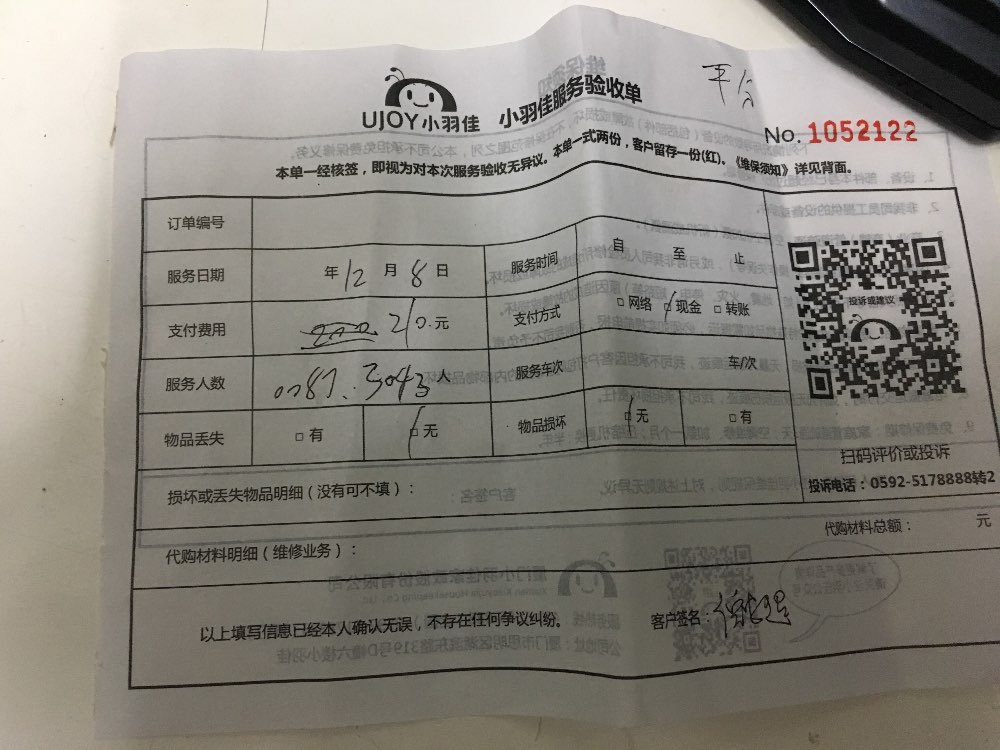 平台
UJOY小羽佳 小羽佳服务验收单
No. 1052122
本单一经核签，即视为对本次服务验收无异议。本单一式两份，客户留存一份(红)。《维保须知》详见背面。
订单编号
服务日期 年 12 月 8 日 服务时间 自 至 止
支付费用 210.元 支付方式 □网络 □现金 □转账
服务人数 0087.3043人 服务车次 车/次
物品丢失 □有 □无 物品损坏 □无 □有
投诉或建议
扫码评价或投诉
投诉电话：0592-5178888转2
损坏或丢失物品明细（没有可不填）：
代购材料明细（维修业务）： 代购材料总额： 元
以上填写信息已经本人确认无误，不存在任何争议纠纷。 客户签名：